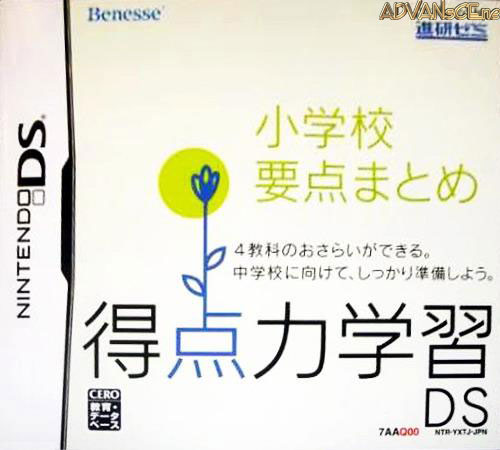 Benesse
ADVANsCEne
進研ゼミ
NINTENDO DS
小学校
要点まとめ
4教科のおさらいができる。
中学校に向けて、しっかり準備しよう。
得点力学習
DS
CERO
教育・
データ
ベース
7AAQ00
NTR-YXTJ-JPN